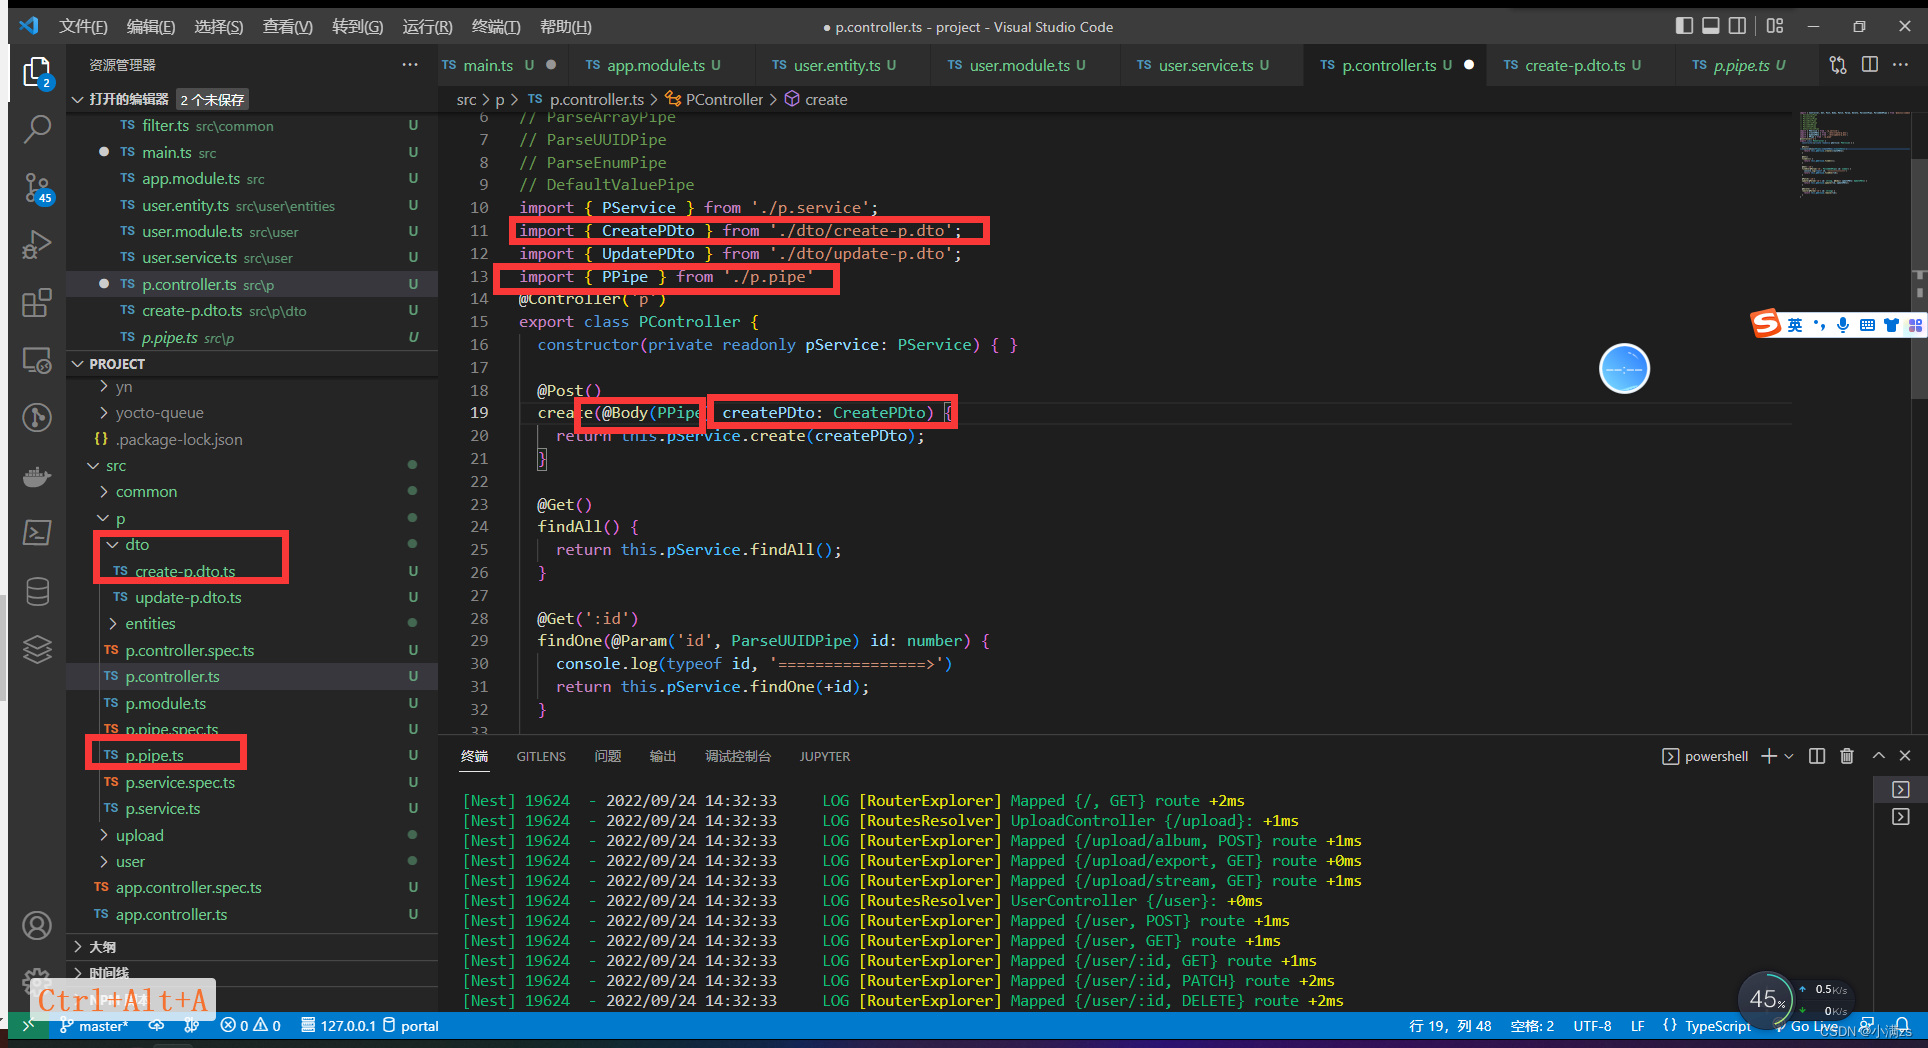 文件(F) 编辑(E) 选择(S) 查看(V) 转到(G) 运行(R) 终端(T) 帮助(H)
● p.controller.ts - project - Visual Studio Code
资源管理器
打开的编辑器 2 个未保存
TS filter.ts src\common U
TS main.ts src U
TS app.module.ts src U
TS user.entity.ts src\user\entities U
TS user.module.ts src\user U
TS user.service.ts src\user U
TS p.controller.ts src\p U
TS create-p.dto.ts src\p\dto U
TS p.pipe.ts src\p U
PROJECT
yn
yocto-queue
{} .package-lock.json
src
common
p
dto
TS create-p.dto.ts U
TS update-p.dto.ts U
entities
TS p.controller.spec.ts U
TS p.controller.ts U
TS p.module.ts U
TS p.pipe.spec.ts U
TS p.pipe.ts U
TS p.service.spec.ts U
TS p.service.ts U
upload
user
TS app.controller.spec.ts U
TS app.controller.ts U
大纲
时间线
Ctrl+Alt+A
2
45
TS main.ts U
TS app.module.ts U
TS user.entity.ts U
TS user.module.ts U
TS user.service.ts U
TS p.controller.ts U
TS create-p.dto.ts U
TS p.pipe.ts U
src > p > TS p.controller.ts > PController > create
6 // ParseArrayPipe
7 // ParseUUIDPipe
8 // ParseEnumPipe
9 // DefaultValuePipe
10 import { PService } from './p.service';
11 import { CreatePDto } from './dto/create-p.dto';
12 import { UpdatePDto } from './dto/update-p.dto';
13 import { PPipe } from './p.pipe'
14 @Controller('p')
15 export class PController {
16 constructor(private readonly pService: PService) { }
17
18 @Post()
19 create(@Body(PPipe) createPDto: CreatePDto) {
20 return this.pService.create(createPDto);
21 }
22
23 @Get()
24 findAll() {
25 return this.pService.findAll();
26 }
27
28 @Get(':id')
29 findOne(@Param('id', ParseUUIDPipe) id: number) {
30 console.log(typeof id, '================>')
31 return this.pService.findOne(+id);
32 }
33
英
终端 GITLENS 问题 输出 调试控制台 JUPYTER
powershell
[Nest] 19624 - 2022/09/24 14:32:33 LOG [RouterExplorer] Mapped {/, GET} route +2ms
[Nest] 19624 - 2022/09/24 14:32:33 LOG [RoutesResolver] UploadController {/upload}: +1ms
[Nest] 19624 - 2022/09/24 14:32:33 LOG [RouterExplorer] Mapped {/upload/album, POST} route +1ms
[Nest] 19624 - 2022/09/24 14:32:33 LOG [RouterExplorer] Mapped {/upload/export, GET} route +0ms
[Nest] 19624 - 2022/09/24 14:32:33 LOG [RouterExplorer] Mapped {/upload/stream, GET} route +1ms
[Nest] 19624 - 2022/09/24 14:32:33 LOG [RoutesResolver] UserController {/user}: +0ms
[Nest] 19624 - 2022/09/24 14:32:33 LOG [RouterExplorer] Mapped {/user, POST} route +1ms
[Nest] 19624 - 2022/09/24 14:32:33 LOG [RouterExplorer] Mapped {/user, GET} route +1ms
[Nest] 19624 - 2022/09/24 14:32:33 LOG [RouterExplorer] Mapped {/user/:id, GET} route +1ms
[Nest] 19624 - 2022/09/24 14:32:33 LOG [RouterExplorer] Mapped {/user/:id, PATCH} route +2ms
[Nest] 19624 - 2022/09/24 14:32:33 LOG [RouterExplorer] Mapped {/user/:id, DELETE} route +2ms
45%
0.5K/s
0K/s
master* 0 0 127.0.0.1 portal
行 19，列 48 空格: 2 UTF-8 LF {} TypeScript Go Live
CSDN @小满zs